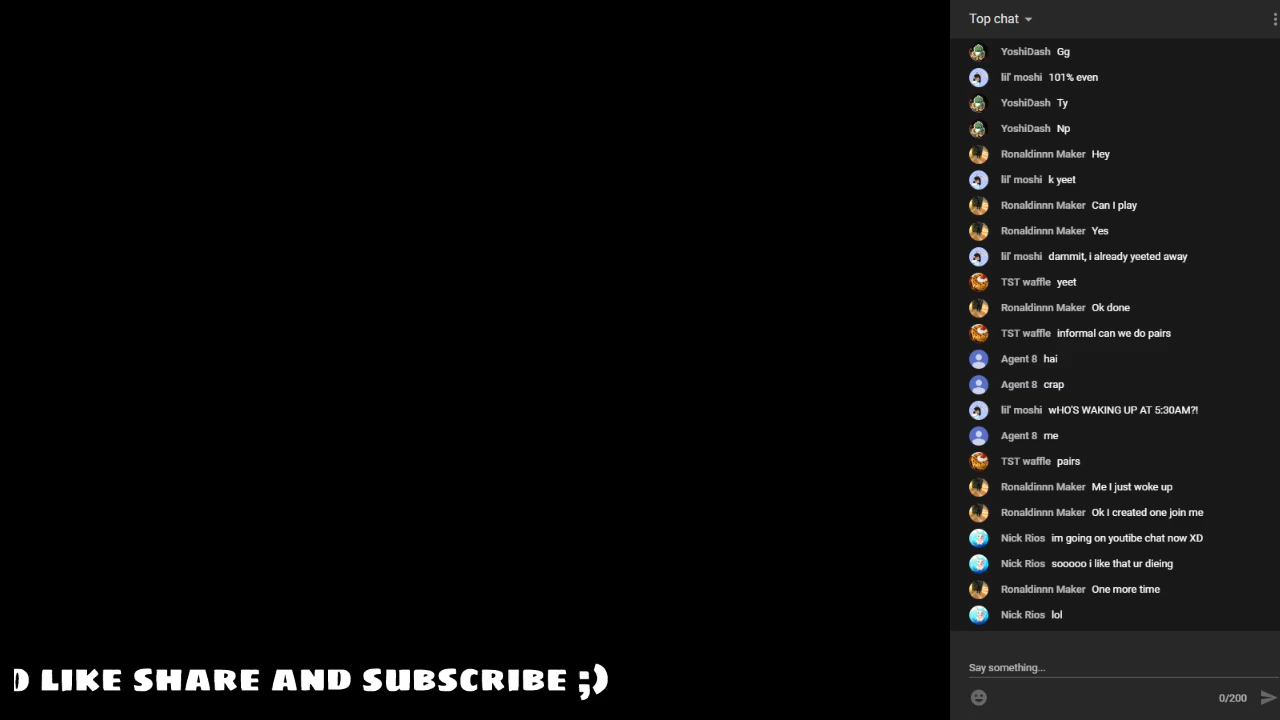 Top chat
YoshiDash Gg
lil' moshi 101% even
YoshiDash Ty
YoshiDash Np
Ronaldinnn Maker Hey
lil' moshi k yeet
Ronaldinnn Maker Can I play
Ronaldinnn Maker Yes
lil' moshi dammit, i already yeeted away
TST waffle yeet
Ronaldinnn Maker Ok done
TST waffle informal can we do pairs
Agent 8 hai
Agent 8 crap
lil' moshi wHO'S WAKING UP AT 5:30AM?!
Agent 8 me
TST waffle pairs
Ronaldinnn Maker Me I just woke up
Ronaldinnn Maker Ok I created one join me
Nick Rios im going on youtibe chat now XD
Nick Rios sooooo i like that ur dieing
Ronaldinnn Maker One more time
Nick Rios lol
Say something...
0/200
D LIKE SHARE AND SUBSCRIBE ;)